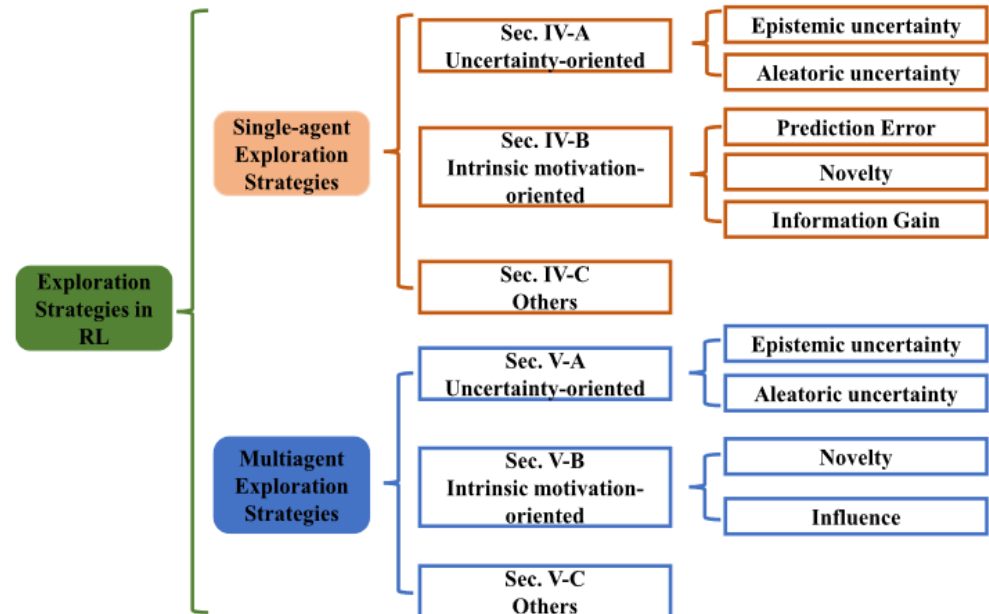 Exploration
Strategies in
RL
Single-agent
Exploration
Strategies
Sec. IV-A
Uncertainty-oriented
Epistemic uncertainty
Aleatoric uncertainty
Sec. IV-B
Intrinsic motivation-
oriented
Prediction Error
Novelty
Information Gain
Sec. IV-C
Others
Multiagent
Exploration
Strategies
Sec. V-A
Uncertainty-oriented
Epistemic uncertainty
Aleatoric uncertainty
Sec. V-B
Intrinsic motivation-
oriented
Novelty
Influence
Sec. V-C
Others